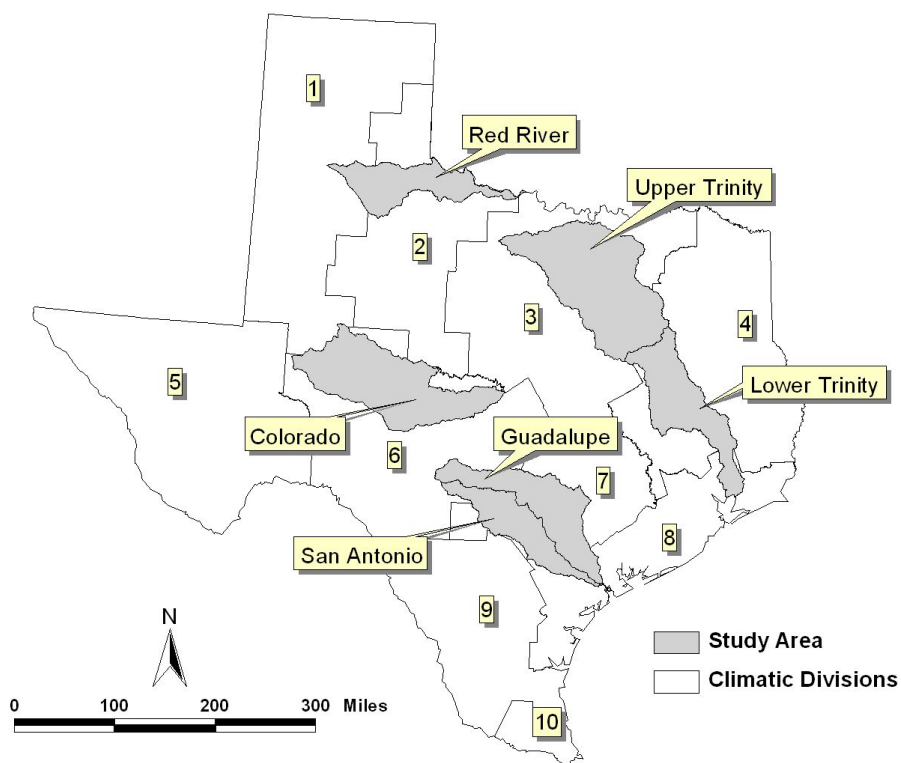 1
Red River
Upper Trinity
2
3
4
5
Lower Trinity
Colorado
Guadalupe
6
7
8
San Antonio
9
N
Study Area
Climatic Divisions
0 100 200 300 Miles
10